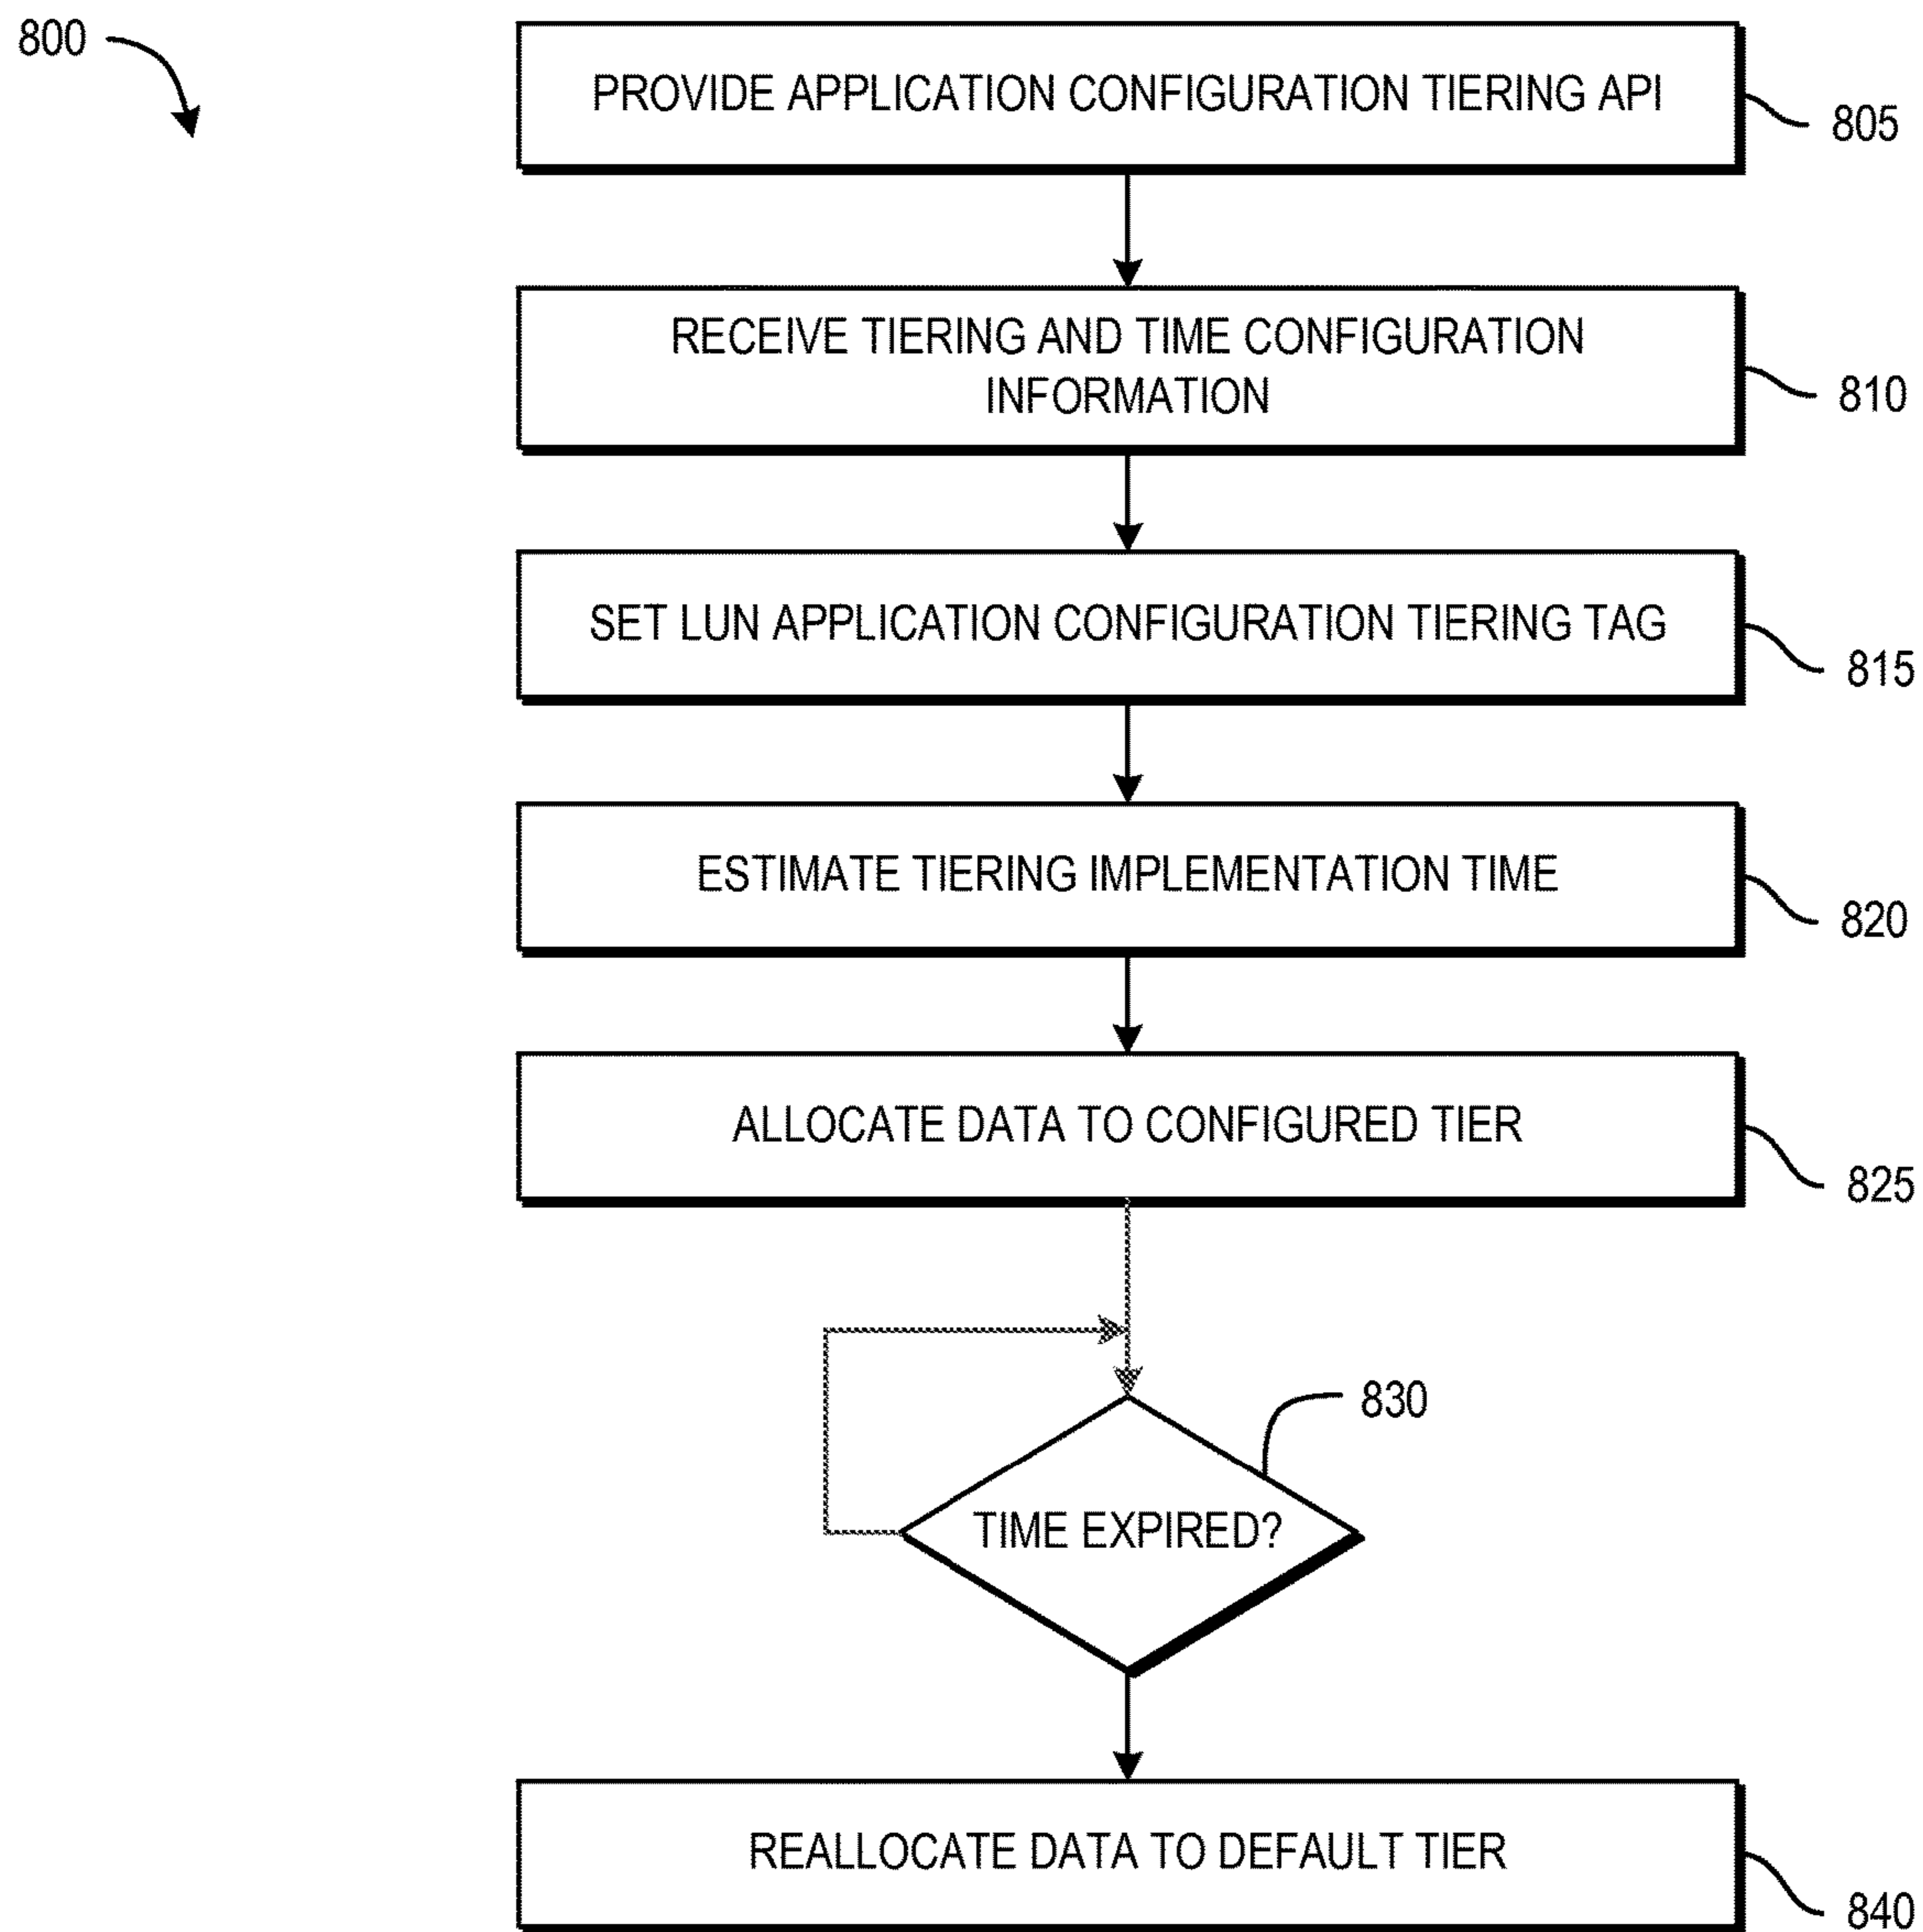 800
PROVIDE APPLICATION CONFIGURATION TIERING API
805
RECEIVE TIERING AND TIME CONFIGURATION
INFORMATION
810
SET LUN APPLICATION CONFIGURATION TIERING TAG
815
ESTIMATE TIERING IMPLEMENTATION TIME
820
ALLOCATE DATA TO CONFIGURED TIER
825
830
TIME EXPIRED?
REALLOCATE DATA TO DEFAULT TIER
840